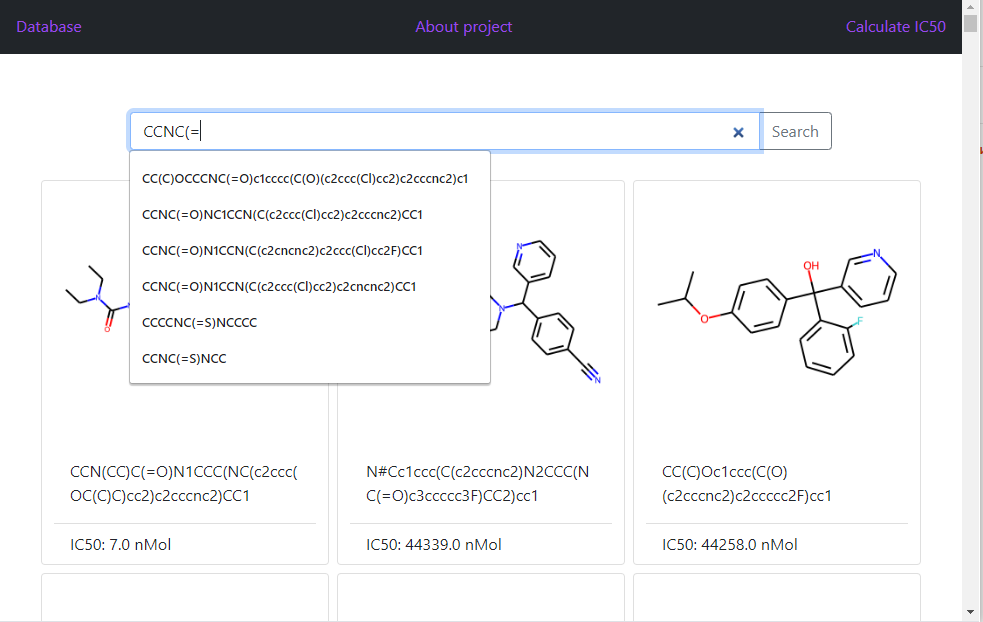 Database About project Calculate IC50
CCNC(= Search
CC(C)OCCCNC(=O)c1cccc(C(O)(c2ccc(Cl)cc2)c2cccnc2)c1
CCNC(=O)NC1CCN(C(c2ccc(Cl)cc2)c2cccnc2)CC1
CCNC(=O)N1CCN(C(c2cncnc2)c2ccc(Cl)cc2F)CC1
CCNC(=O)N1CCN(C(c2ccc(Cl)cc2)c2cncnc2)CC1
CCCCNC(=S)NCCCC
CCNC(=S)NCC
N
O
N
N
N
OH
N
O
F
CCN(CC)C(=O)N1CCC(NC(c2ccc(
OC(C)C)cc2)c2cccnc2)CC1
IC50: 7.0 nMol
N#Cc1ccc(C(c2cccnc2)N2CCC(N
C(=O)c3ccccc3F)CC2)cc1
IC50: 44339.0 nMol
CC(C)Oc1ccc(C(O)
(c2cccnc2)c2ccccc2F)cc1
IC50: 44258.0 nMol